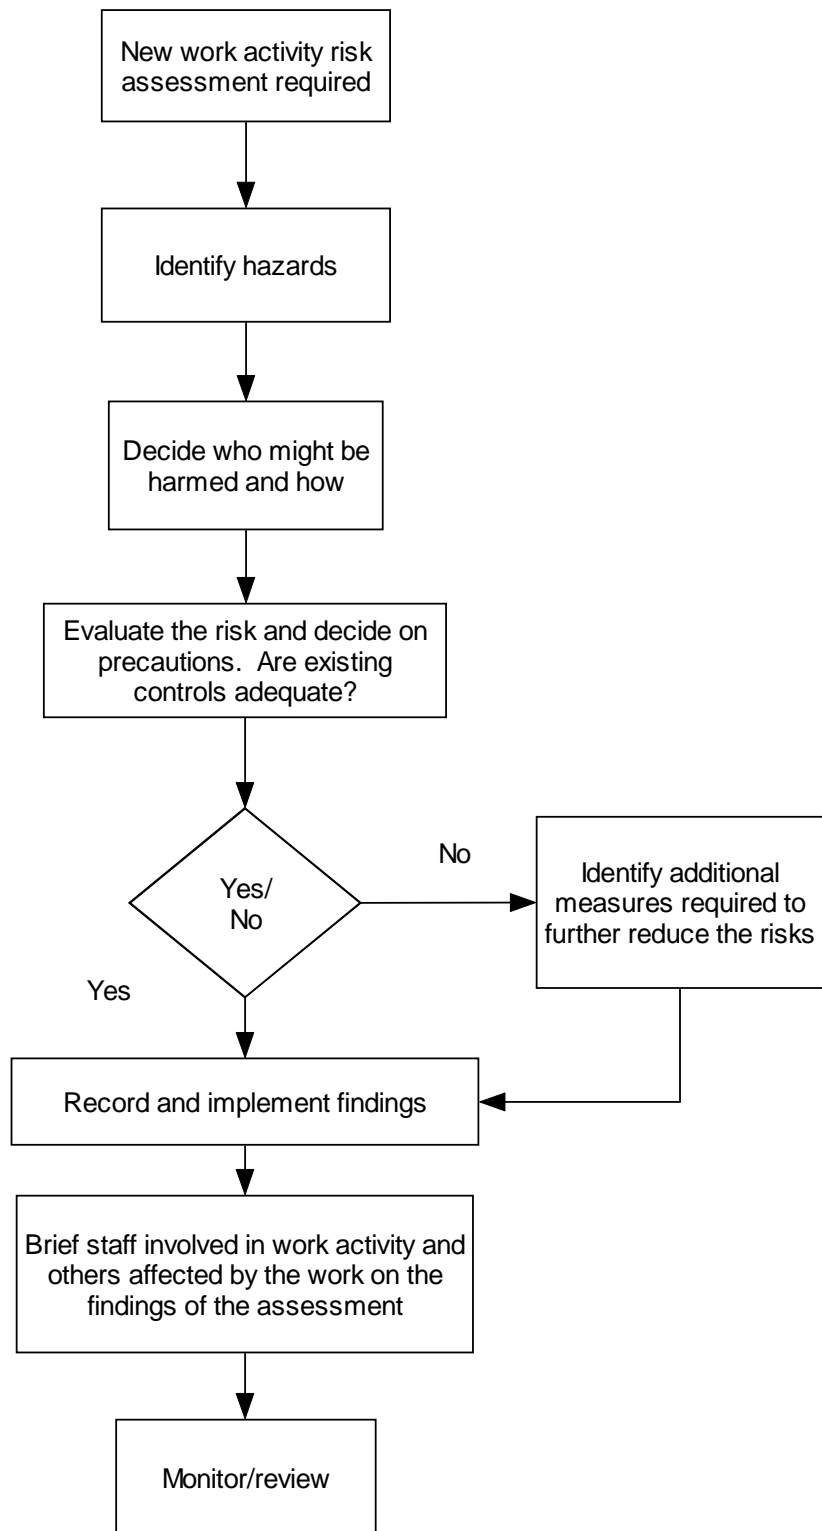 New work activity risk
assessment required
Identify hazards
Decide who might be
harmed and how
Evaluate the risk and decide on
precautions.  Are existing
controls adequate?
Yes/
No
No
Identify additional
measures required to
further reduce the risks
Yes
Record and implement findings
Brief staff involved in work activity and
others affected by the work on the
findings of the assessment
Monitor/review